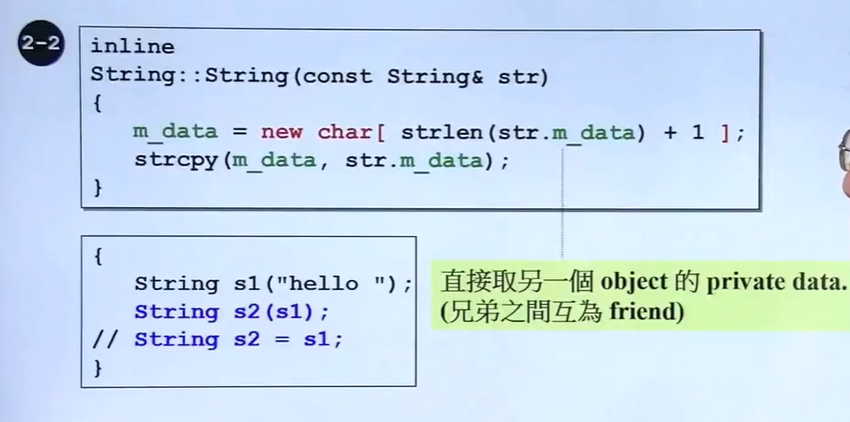 2-2
inline
String::String(const String& str)
{
m_data = new char[ strlen(str.m_data) + 1 ];
strcpy(m_data, str.m_data);
}
{
String s1("hello ");
String s2(s1);
// String s2 = s1;
}
直接取另一個 object 的 private data.
(兄弟之間互為 friend)